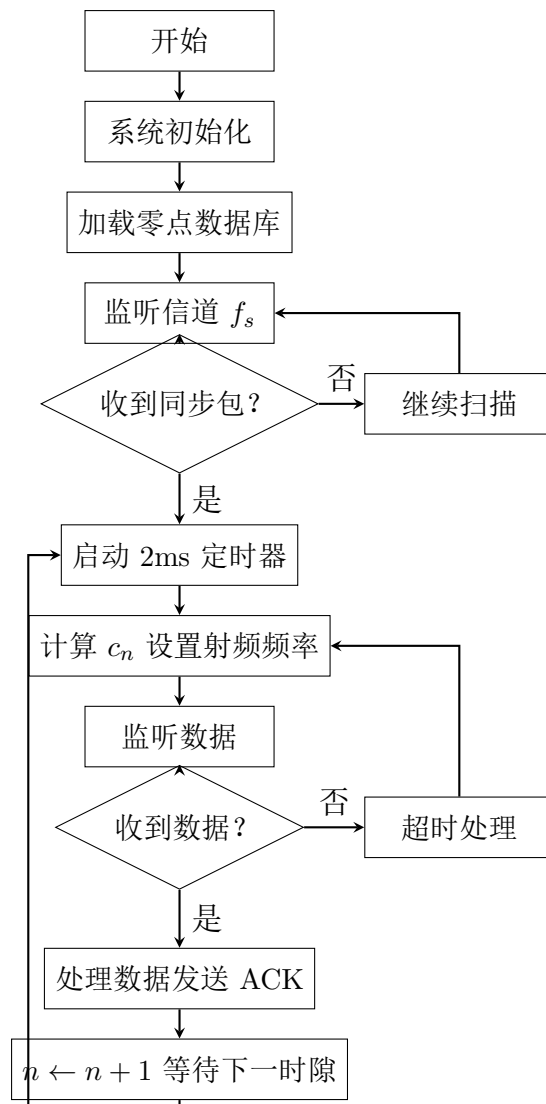 开始
系统初始化
加载零点数据库
监听信道 f_s
收到同步包？
否
继续扫描
是
启动 2ms 定时器
计算 c_n 设置射频频率
监听数据
收到数据？
否
超时处理
是
处理数据发送 ACK
n ← n + 1 等待下一时隙